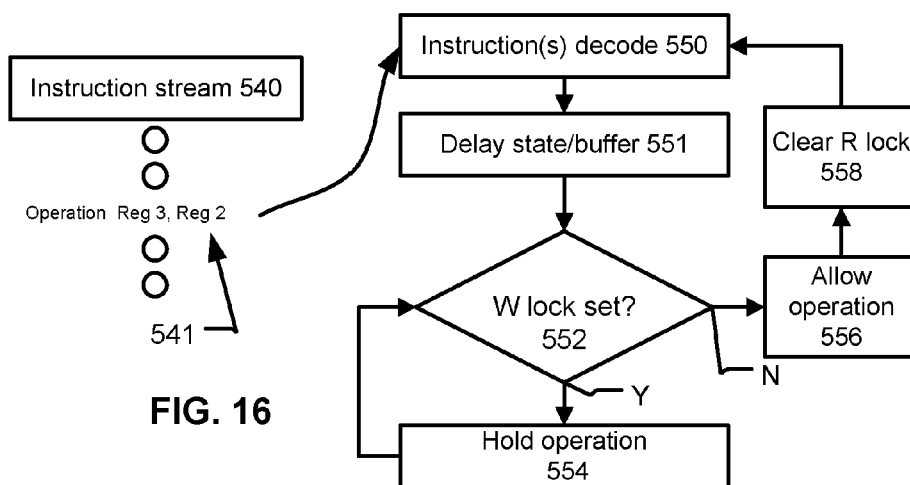 Instruction stream 540
Operation Reg 3, Reg 2
541
FIG. 16
Instruction(s) decode 550
Delay state/buffer 551
W lock set?
552
Y
N
Hold operation
554
Allow
operation
556
Clear R lock
558